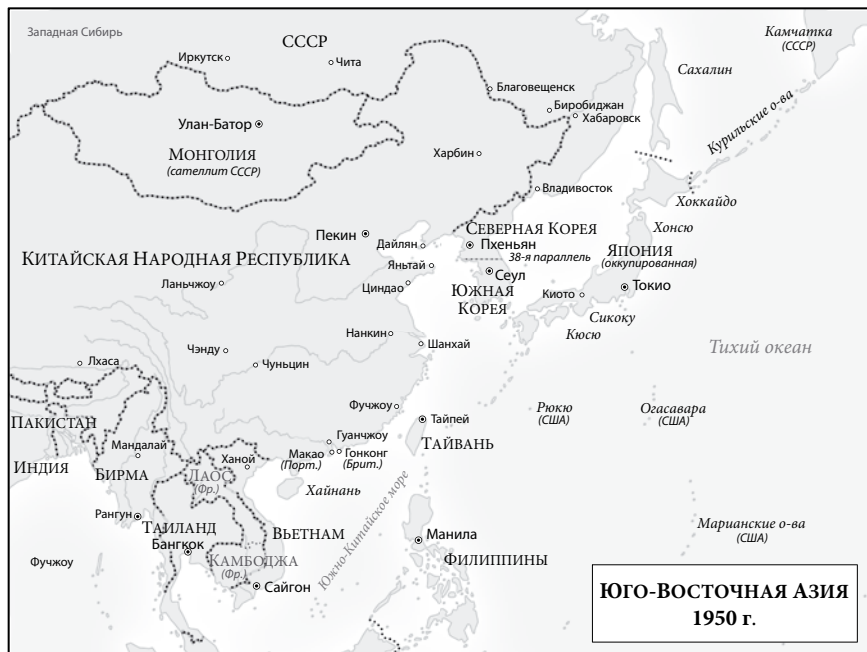 Западная Сибирь
СССР
Камчатка
(СССР)
Иркутск
Чита
Сахалин
Благовещенск
Биробиджан
Хабаровск
Курильские о-ва
Улан-Батор
Монголия
(сателлит СССР)
Харбин
Владивосток
Хоккайдо
Хонсю
Северная Корея
Пекин
Далян
Пхеньян
Япония
(оккупированная)
38-я параллель
Китайская Народная Республика
Яньтай
Сеул
Ланьчжоу
Циндао
Южная
Корея
Киото
Токио
Сикоку
Кюсю
Нанкин
Шанхай
Тихий океан
Чэнду
Чунцин
Лхаса
Фучжоу
Рюкю
(США)
Огасавара
(США)
Тайпей
Пакистан
Гуанчжоу
Тайвань
Мандалай
Ханой
Макао
(Порт.)
Гонконг
(Брит.)
Индия
Бирма
Лаос
(Фр.)
Хайнань
Южно-Китайское море
Рангун
Таиланд
Вьетнам
Марианские о-ва
(США)
Бангкок
Манила
Фучжоу
Камбоджа
(Фр.)
Филиппины
Сайгон
Юго-Восточная Азия
1950 г.